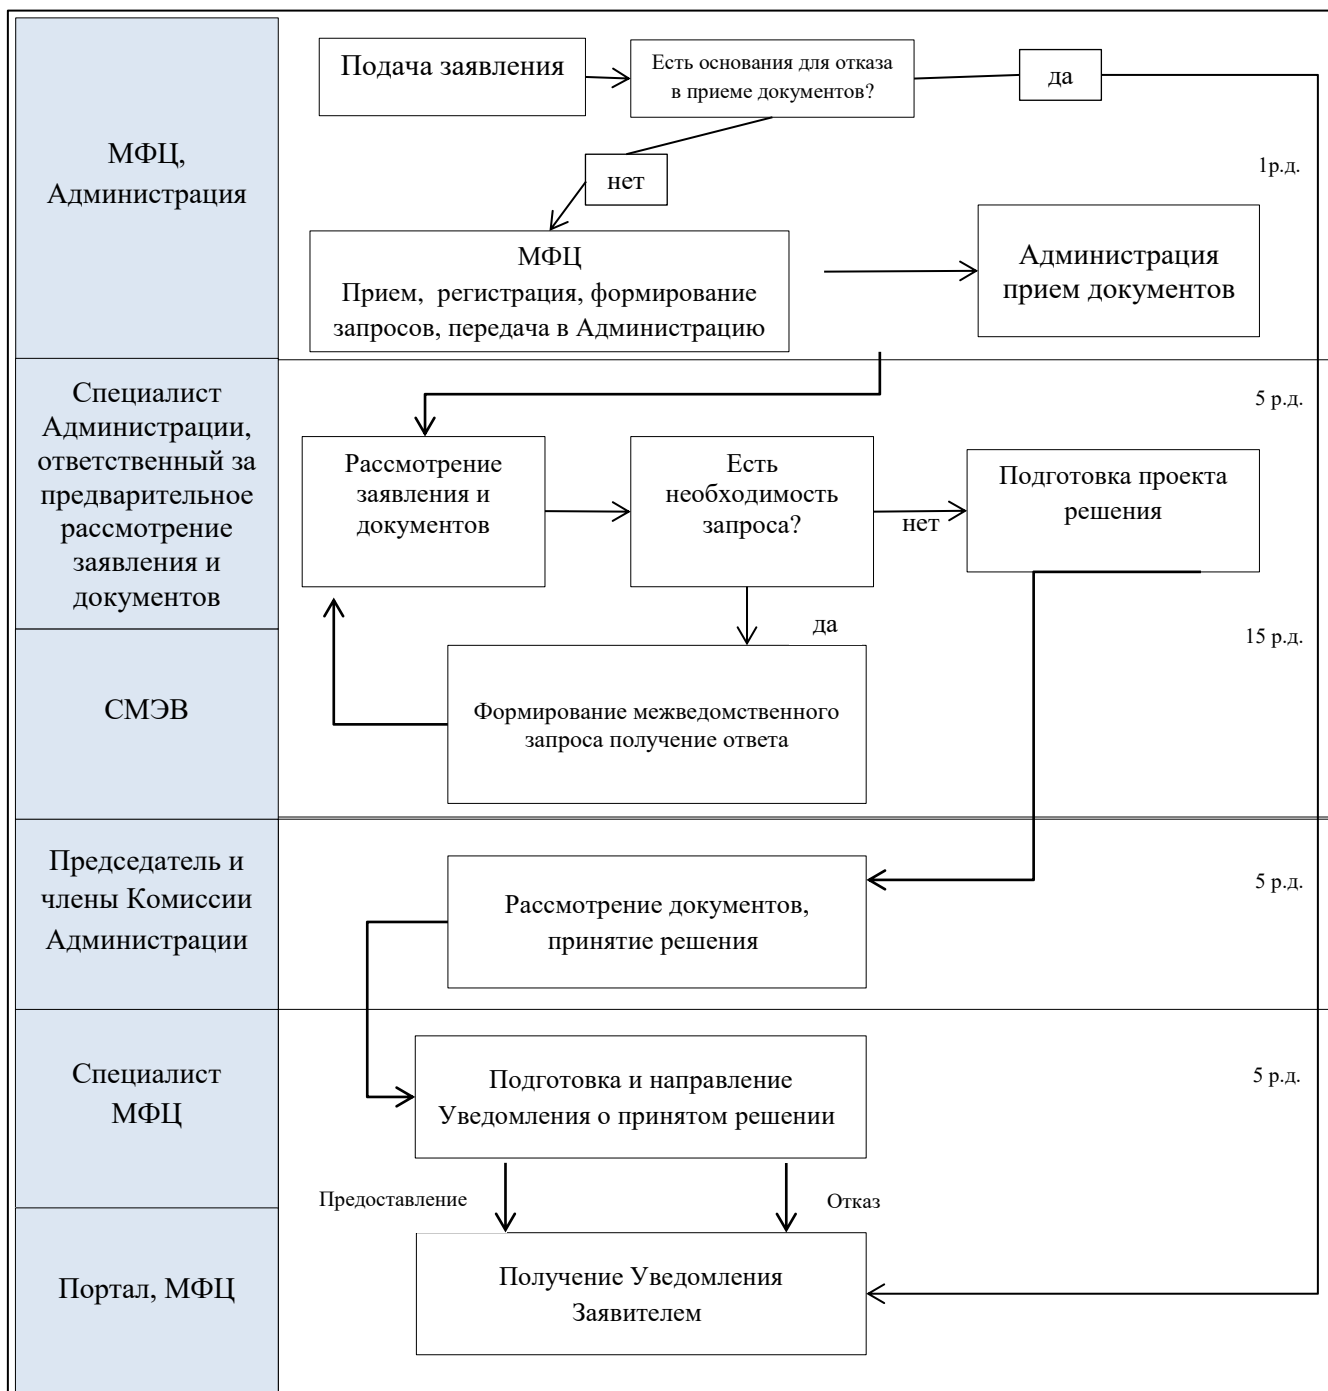 МФЦ,
Администрация
Подача заявления
Есть основания для отказа
в приеме документов?
да
нет
1р.д.
МФЦ
Прием, регистрация, формирование
запросов, передача в Администрацию
Администрация
прием документов
Специалист
Администрации,
ответственный за
предварительное
рассмотрение
заявления и
документов
5 р.д.
Рассмотрение
заявления и
документов
Есть
необходимость
запроса?
нет
Подготовка проекта
решения
да
15 р.д.
СМЭВ
Формирование межведомственного
запроса получение ответа
Председатель и
члены Комиссии
Администрации
Рассмотрение документов,
принятие решения
5 р.д.
Специалист
МФЦ
Подготовка и направление
Уведомления о принятом решении
5 р.д.
Предоставление
Отказ
Портал, МФЦ
Получение Уведомления
Заявителем